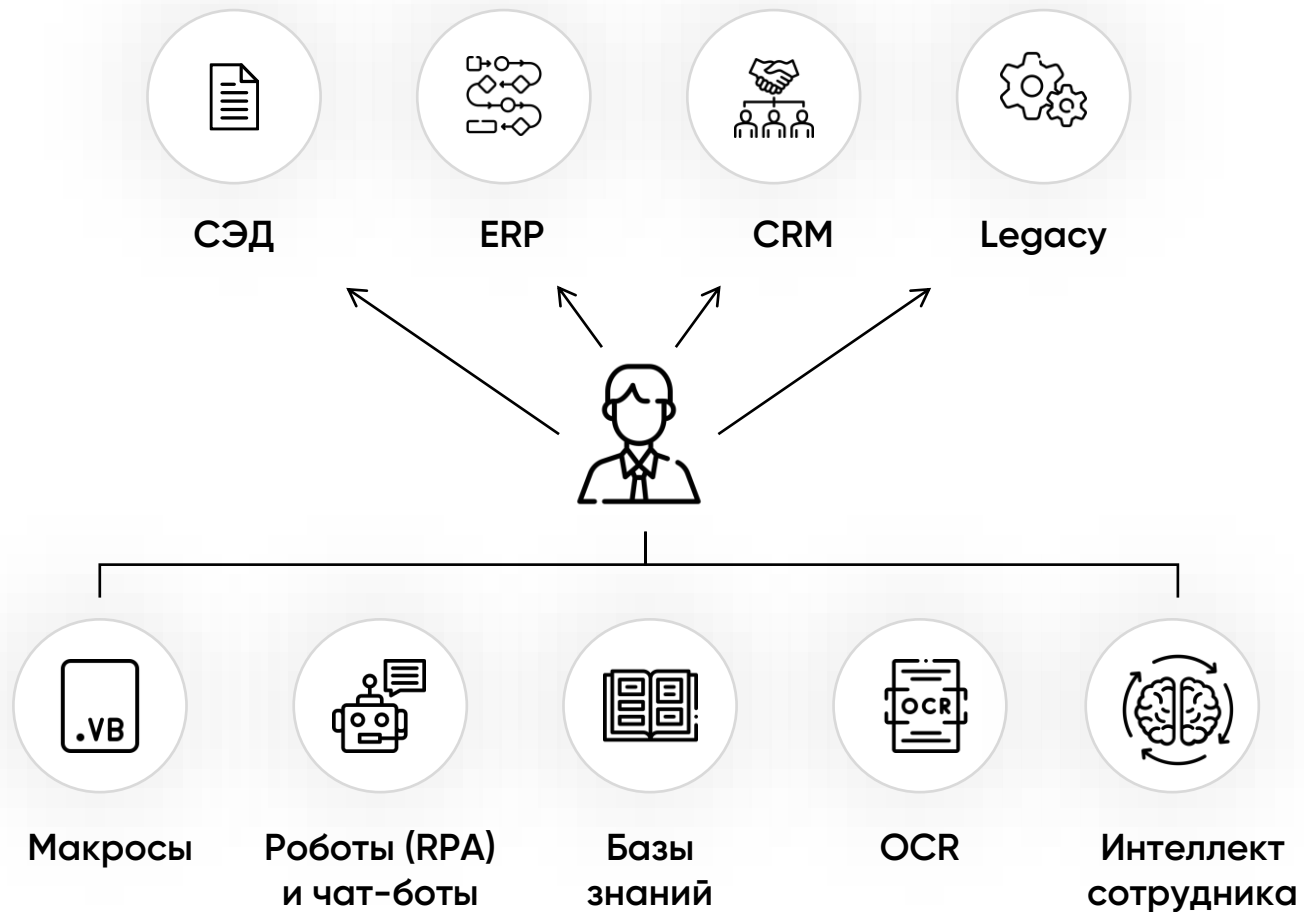 СЭД
ERP
CRM
Legacy
.VB
OCR
Макросы
Роботы (RPA)
и чат-боты
Базы
знаний
OCR
Интеллект
сотрудника